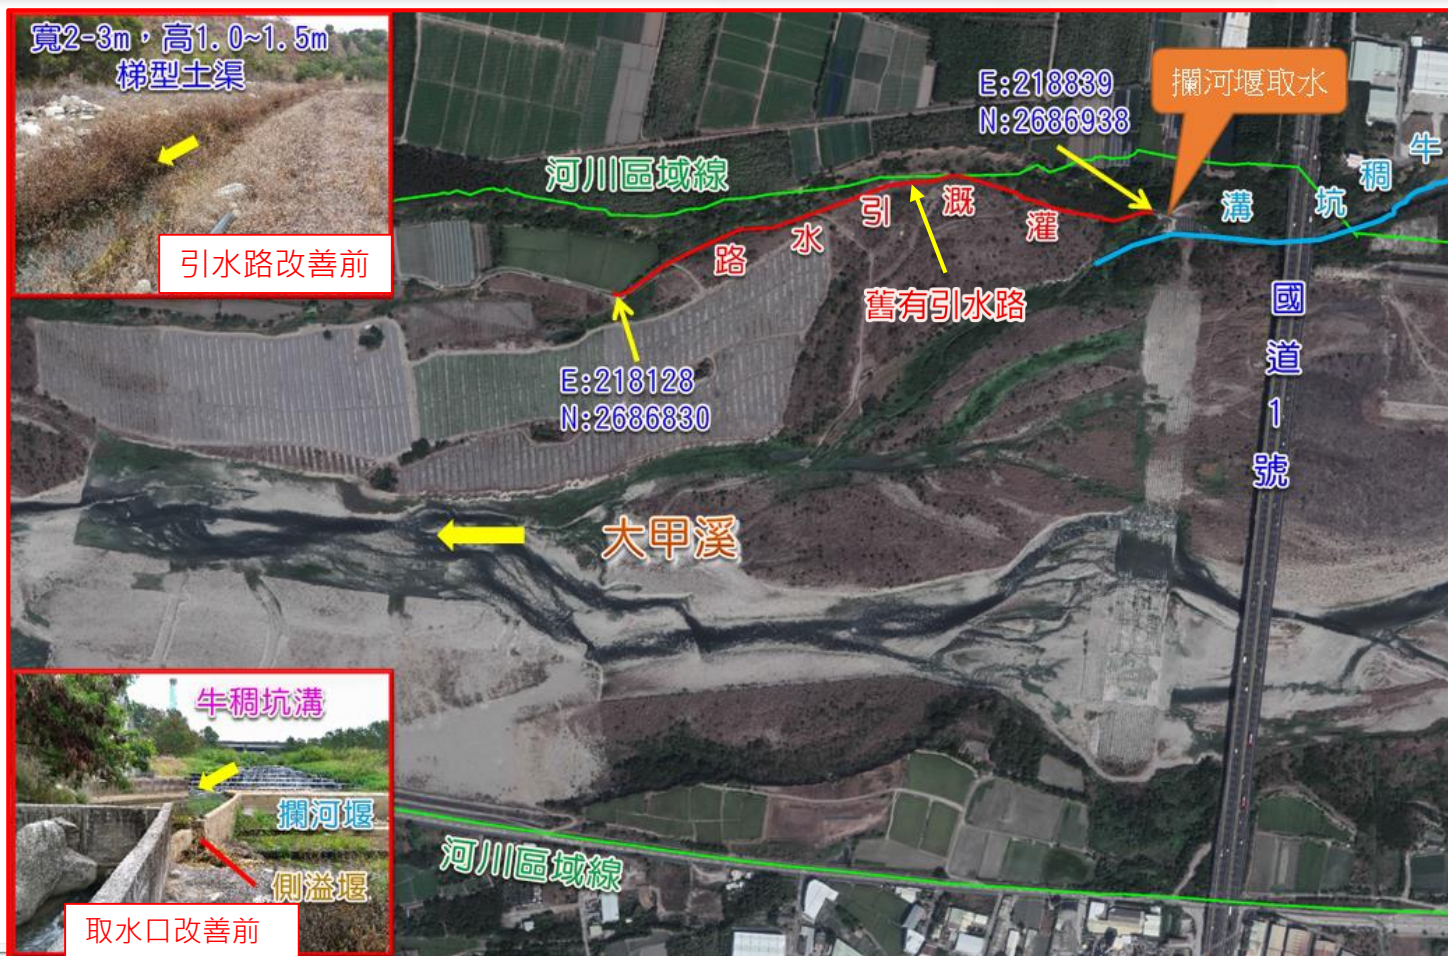 寬2-3m，高1.0~1.5m
梯型土渠
引水路改善前
河川區域線
E:218839
N:2686938
攔河堰取水
牛稠坑溝
灌溉引水路
舊有引水路
國道1號
E:218128
N:2686830
大甲溪
牛稠坑溝
攔河堰
側溢堰
取水口改善前
河川區域線